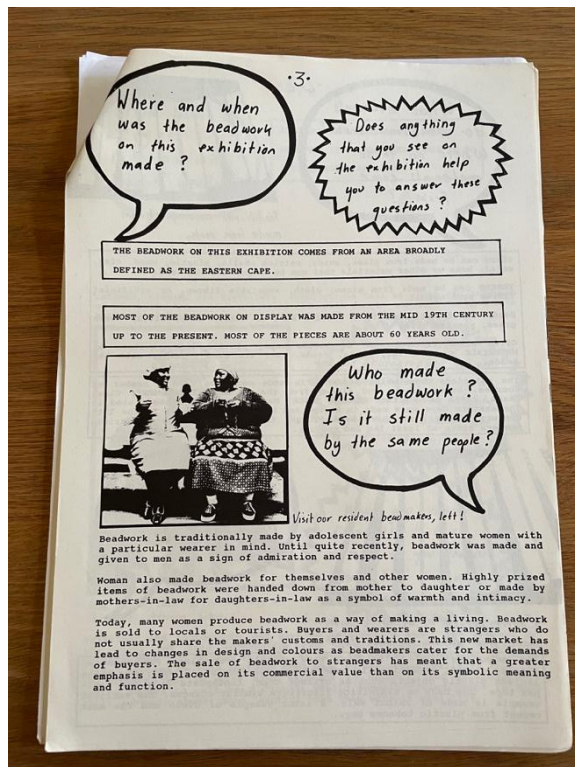 ·3·
Where and when
was the beadwork
on this exhibition
made ?
Does anything
that you see on
the exhibition help
you to answer these
questions ?
THE BEADWORK ON THIS EXHIBITION COMES FROM AN AREA BROADLY
DEFINED AS THE EASTERN CAPE.
MOST OF THE BEADWORK ON DISPLAY WAS MADE FROM THE MID 19TH CENTURY
UP TO THE PRESENT. MOST OF THE PIECES ARE ABOUT 60 YEARS OLD.
Who made
this beadwork ?
Is it still made
by the same people ?
Visit our resident beadmakers, left !
Beadwork is traditionally made by adolescent girls and mature women with
a particular wearer in mind. Until quite recently, beadwork was made and
given to men as a sign of admiration and respect.
Woman also made beadwork for themselves and other women. Highly prized
items of beadwork were handed down from mother to daughter or made by
mothers-in-law for daughters-in-law as a symbol of warmth and intimacy.
Today, many women produce beadwork as a way of making a living. Beadwork
is sold to locals or tourists. Buyers and wearers are strangers who do
not usually share the makers' customs and traditions. This new market has
lead to changes in design and colours as beadmakers cater for the demands
of buyers. The sale of beadwork to strangers has meant that a greater
emphasis is placed on its commercial value than on its symbolic meaning
and function.